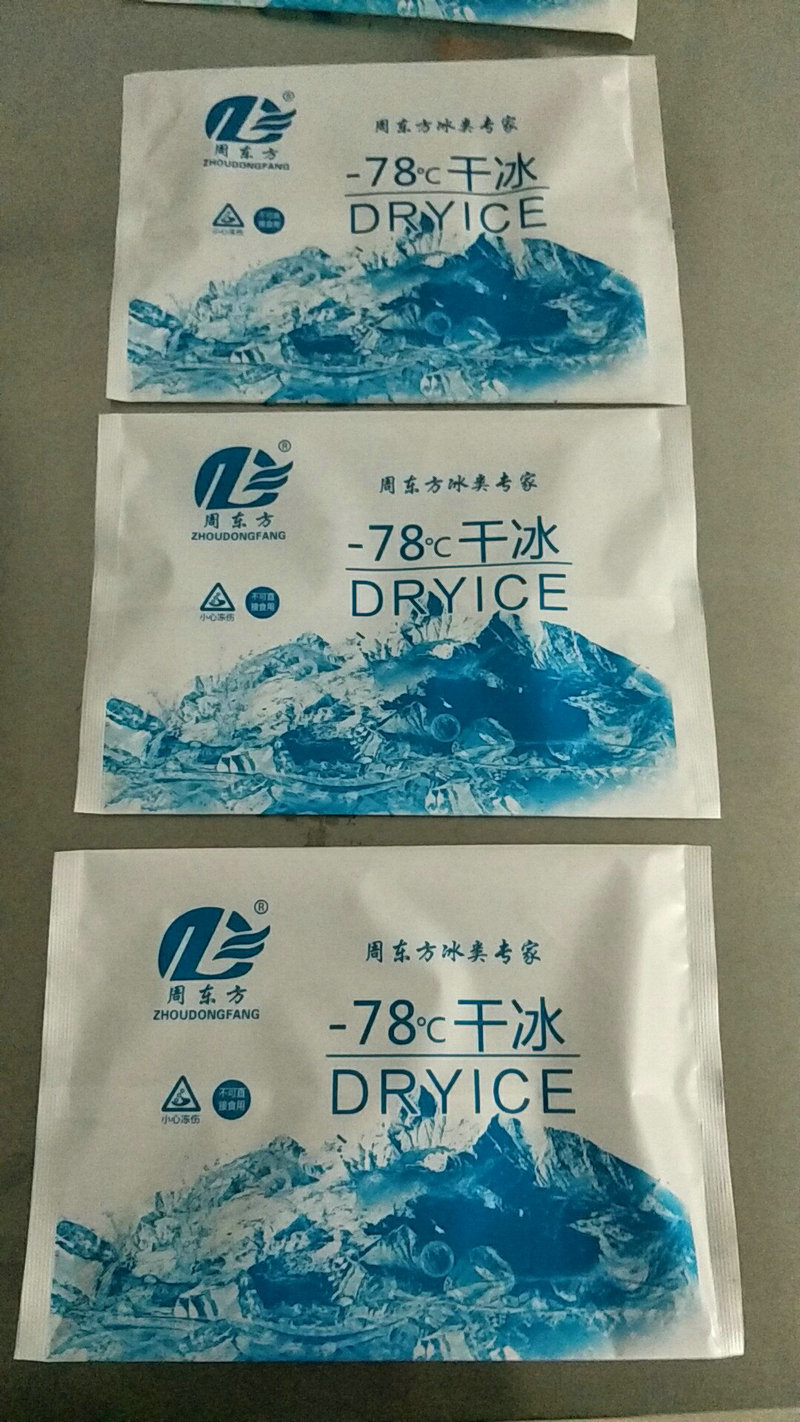 ®
周东方
ZHOUDONGFANG
周东方冰类专家
-78℃干冰
DRYICE
小心冻伤
不可直
接食用
®
周东方
ZHOUDONGFANG
周东方冰类专家
-78℃干冰
DRYICE
小心冻伤
不可直
接食用
®
周东方
ZHOUDONGFANG
周东方冰类专家
-78℃干冰
DRYICE
小心冻伤
不可直
接食用